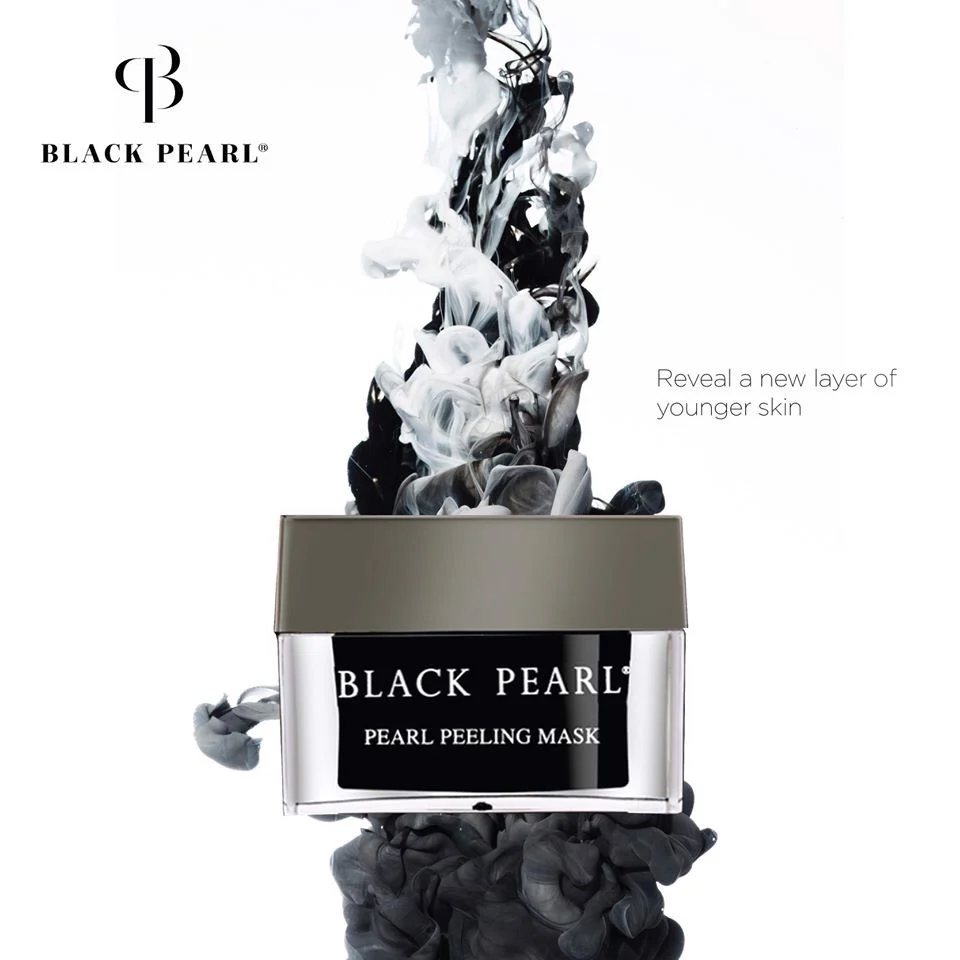 BLACK PEARL®
Reveal a new layer of
younger skin
BLACK PEARL®
PEARL PEELING MASK